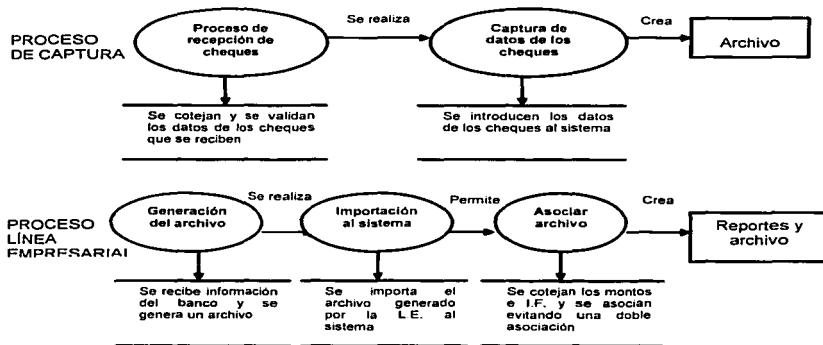 PROCESO
DE CAPTURA
Proceso de
recepción de
cheques
Se realiza
Captura de
datos de los
cheques
Crea
Archivo
Se cotejan y se validan
los datos de los cheques
que se reciben
Se introducen los datos
de los cheques al sistema
PROCESO
LÍNEA
EMPRESARIAL
Generación
del archivo
Se realiza
Importación
al sistema
Permite
Asociar
archivo
Crea
Reportes y
archivo
Se recibe información
del banco y se
genera un archivo
Se importa el
archivo generado
por la L.E. al
sistema
Se cotejan los montos
e I.F. y se asocian
evitando una doble
asociación